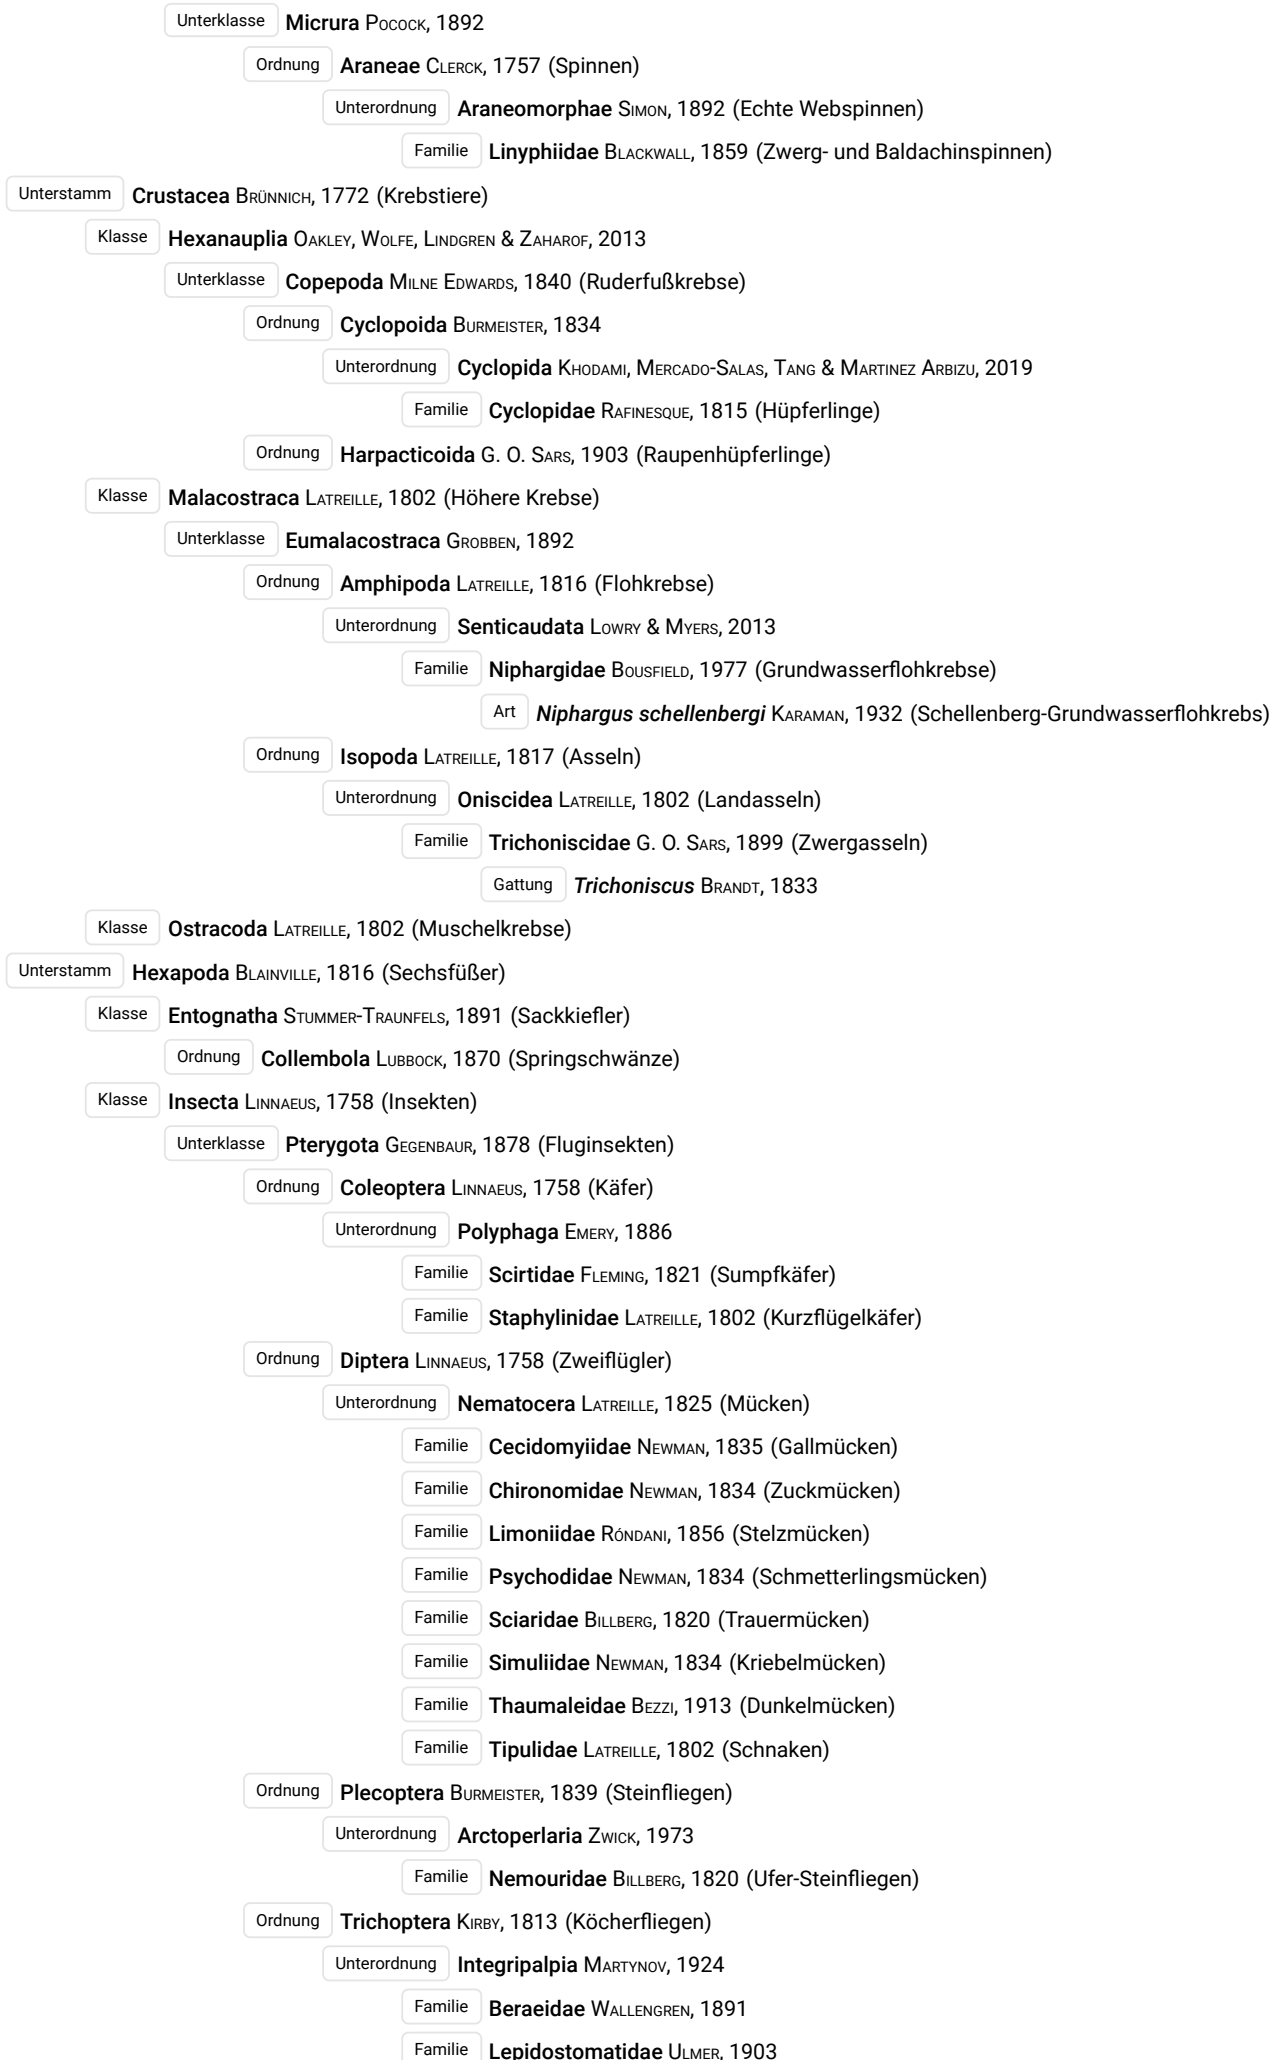 Unterklasse Micrura Pocock, 1892
Ordnung Araneae Clerck, 1757 (Spinnen)
Unterordnung Araneomorphae Simon, 1892 (Echte Webspinnen)
Familie Linyphiidae Blackwall, 1859 (Zwerg- und Baldachinspinnen)
Unterstamm Crustacea Brünnich, 1772 (Krebstiere)
Klasse Hexanauplia Oakley, Wolfe, Lindgren & Zaharof, 2013
Unterklasse Copepoda Milne Edwards, 1840 (Ruderfußkrebse)
Ordnung Cyclopoida Burmeister, 1834
Unterordnung Cyclopida Khodami, Mercado-Salas, Tang & Martinez Arbizu, 2019
Familie Cyclopidae Rafinesque, 1815 (Hüpferlinge)
Ordnung Harpacticoida G. O. Sars, 1903 (Raupenhüpferlinge)
Klasse Malacostraca Latreille, 1802 (Höhere Krebse)
Unterklasse Eumalacostraca Grobben, 1892
Ordnung Amphipoda Latreille, 1816 (Flohkrebse)
Unterordnung Senticaudata Lowry & Myers, 2013
Familie Niphargidae Bousfield, 1977 (Grundwasserflohkrebse)
Art Niphargus schellenbergi Karaman, 1932 (Schellenberg-Grundwasserflohkrebs)
Ordnung Isopoda Latreille, 1817 (Asseln)
Unterordnung Oniscidea Latreille, 1802 (Landasseln)
Familie Trichoniscidae G. O. Sars, 1899 (Zwergasseln)
Gattung Trichoniscus Brandt, 1833
Klasse Ostracoda Latreille, 1802 (Muschelkrebse)
Unterstamm Hexapoda Blainville, 1816 (Sechsfüßer)
Klasse Entognatha Stummer-Traunfels, 1891 (Sackkiefler)
Ordnung Collembola Lubbock, 1870 (Springschwänze)
Klasse Insecta Linnaeus, 1758 (Insekten)
Unterklasse Pterygota Gegenbaur, 1878 (Fluginsekten)
Ordnung Coleoptera Linnaeus, 1758 (Käfer)
Unterordnung Polyphaga Emery, 1886
Familie Scirtidae Fleming, 1821 (Sumpfkäfer)
Familie Staphylinidae Latreille, 1802 (Kurzflügelkäfer)
Ordnung Diptera Linnaeus, 1758 (Zweiflügler)
Unterordnung Nematocera Latreille, 1825 (Mücken)
Familie Cecidomyiidae Newman, 1835 (Gallmücken)
Familie Chironomidae Newman, 1834 (Zuckmücken)
Familie Limoniidae Róndani, 1856 (Stelzmücken)
Familie Psychodidae Newman, 1834 (Schmetterlingsmücken)
Familie Sciaridae Billberg, 1820 (Trauermücken)
Familie Simuliidae Newman, 1834 (Kriebelmücken)
Familie Thaumaleidae Bezzi, 1913 (Dunkelmücken)
Familie Tipulidae Latreille, 1802 (Schnaken)
Ordnung Plecoptera Burmeister, 1839 (Steinfliegen)
Unterordnung Arctoperlaria Zwick, 1973
Familie Nemouridae Billberg, 1820 (Ufer-Steinfliegen)
Ordnung Trichoptera Kirby, 1813 (Köcherfliegen)
Unterordnung Integripalpia Martynov, 1924
Familie Beraeidae Wallengren, 1891
Familie Lepidostomatidae Ulmer, 1903